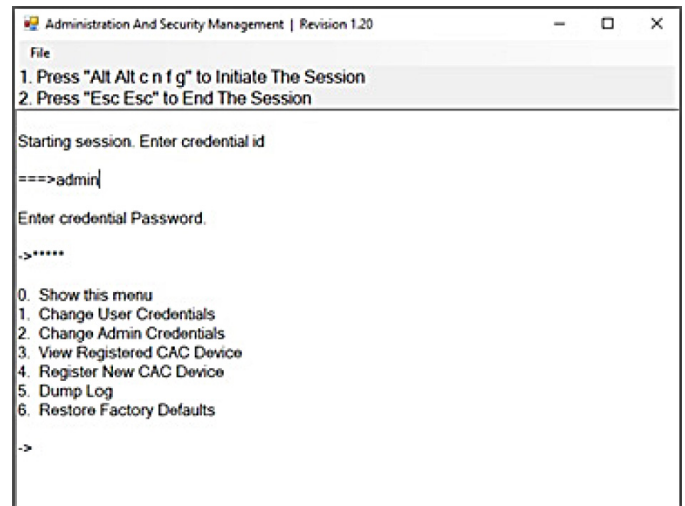 Administration And Security Management | Revision 1.20
File
1. Press "Alt Alt c n f g" to Initiate The Session
2. Press "Esc Esc" to End The Session
Starting session. Enter credential id
===>admin
Enter credential Password.
->*****
0. Show this menu
1. Change User Credentials
2. Change Admin Credentials
3. View Registered CAC Device
4. Register New CAC Device
5. Dump Log
6. Restore Factory Defaults
->